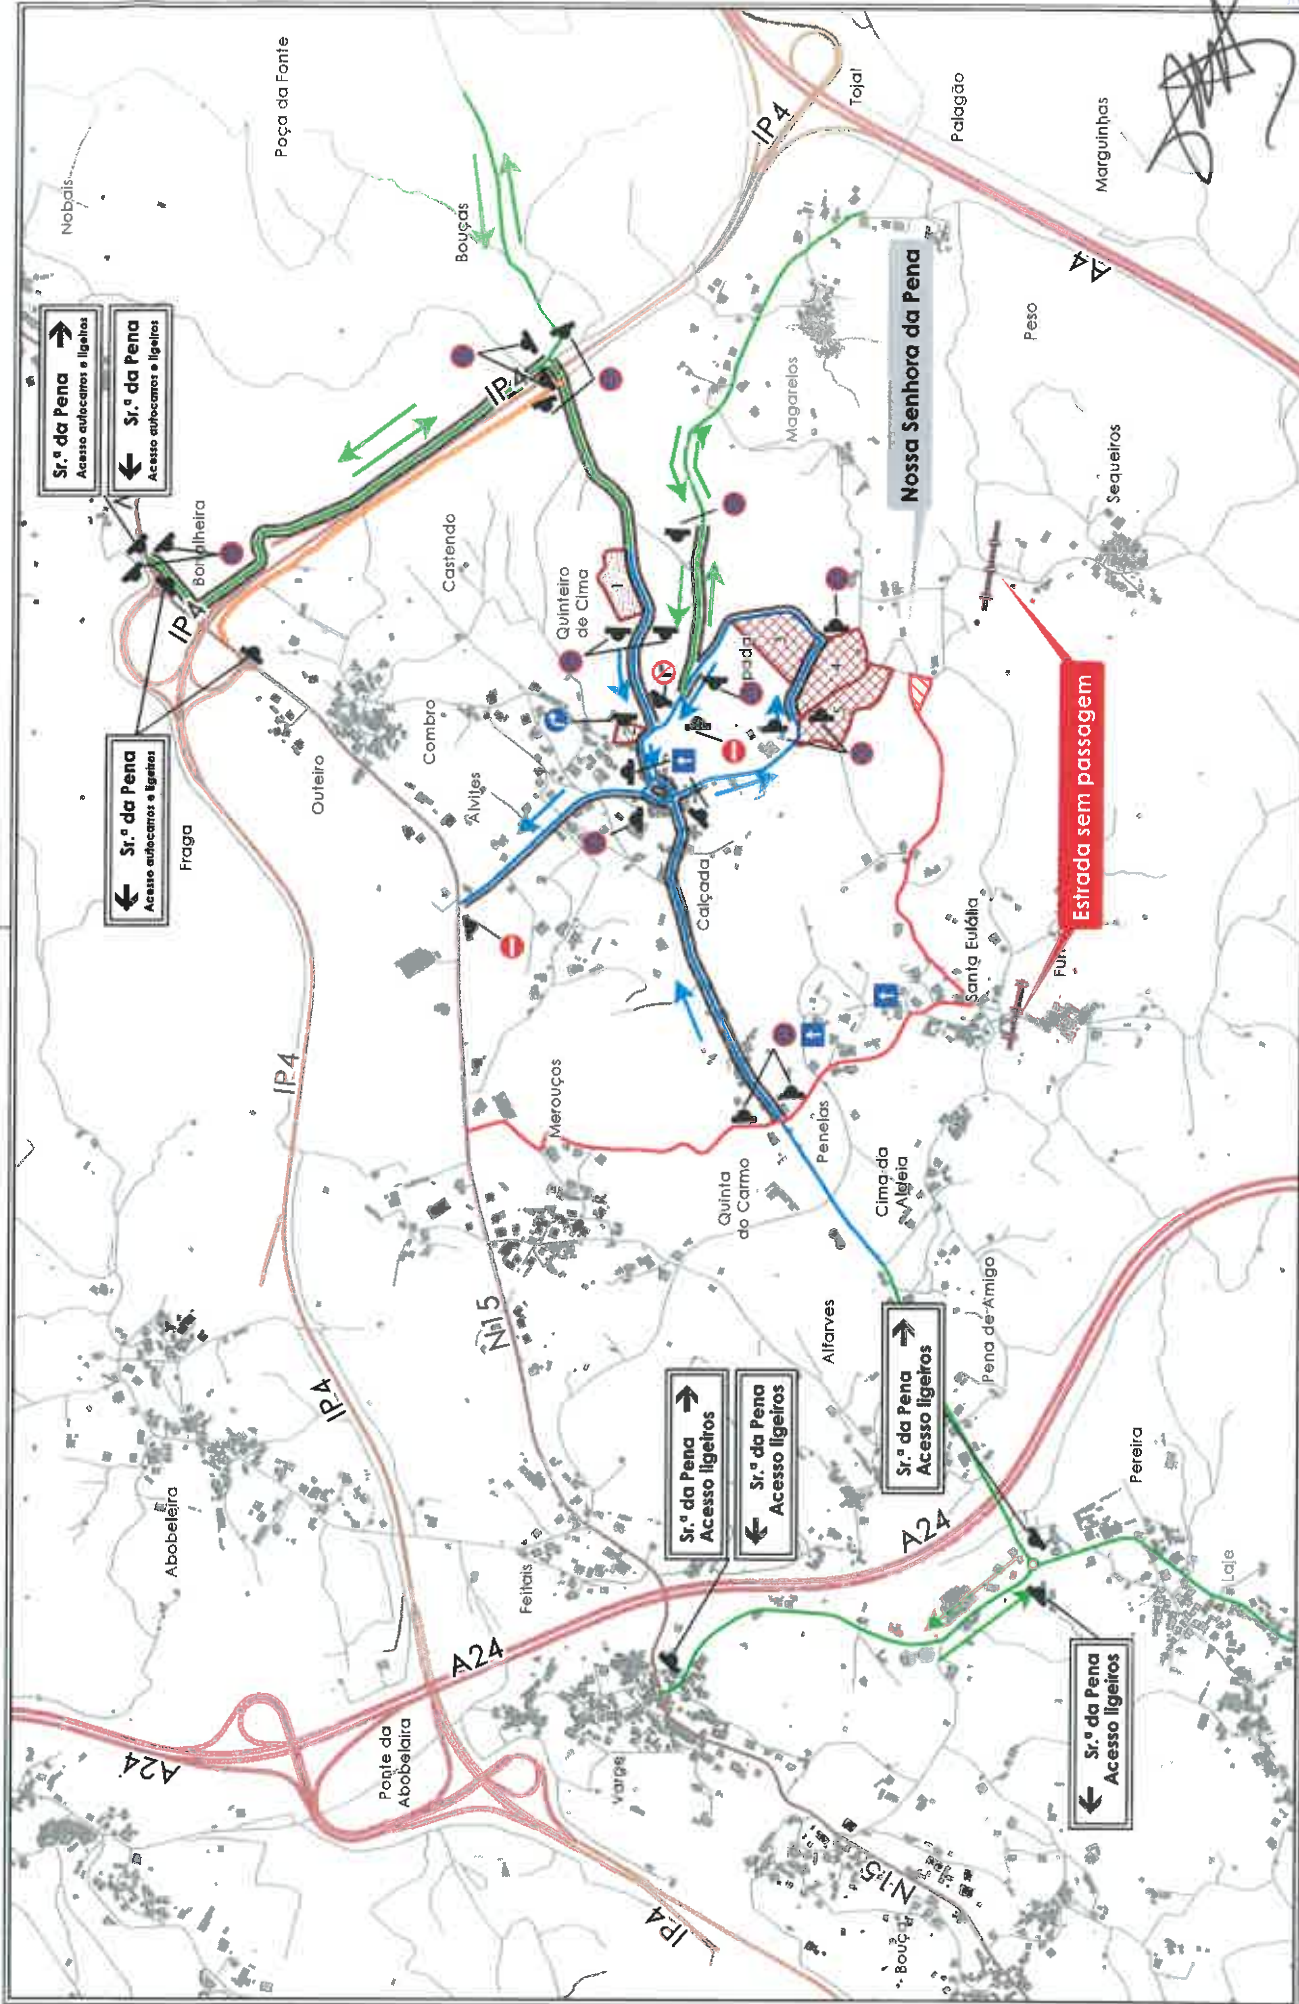 Nobais
Poça da Fonte
Bouças
IP4
Tojal
Palagão
Marguinhas
A4
Peso
Sequeiros
Magarelos
Nossa Senhora da Pena
Sr.ª da Pena →
Acesso autocarros e ligeiros
← Sr.ª da Pena
Acesso autocarros e ligeiros
IP4
IP4
Castendo
Quinteiro
de Cima
1
← Sr.ª da Pena
Acesso autocarros e ligeiros
Fraga
Outeiro
Combro
Alvites
Calçada
Santa Eulália
Estrada sem passagem
IP4
Merouços
Penelas
Quinta
do Carmo
Cima da
Aldeia
N15
Alfarves
Pena de Amigo
Sr.ª da Pena →
Acesso ligeiros
IP4
Abobeleira
Feitais
Sr.ª da Pena →
Acesso ligeiros
← Sr.ª da Pena
Acesso ligeiros
A24
Pereira
Laje
A24
A24
Ponte da
Abobeleira
Varge
← Sr.ª da Pena
Acesso ligeiros
N15
IP4